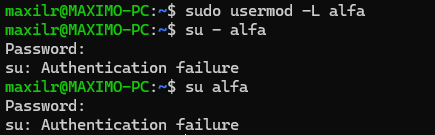 maxilr@MAXIMO-PC:~$ sudo usermod -L alfa
maxilr@MAXIMO-PC:~$ su - alfa
Password:
su: Authentication failure
maxilr@MAXIMO-PC:~$ su alfa
Password:
su: Authentication failure